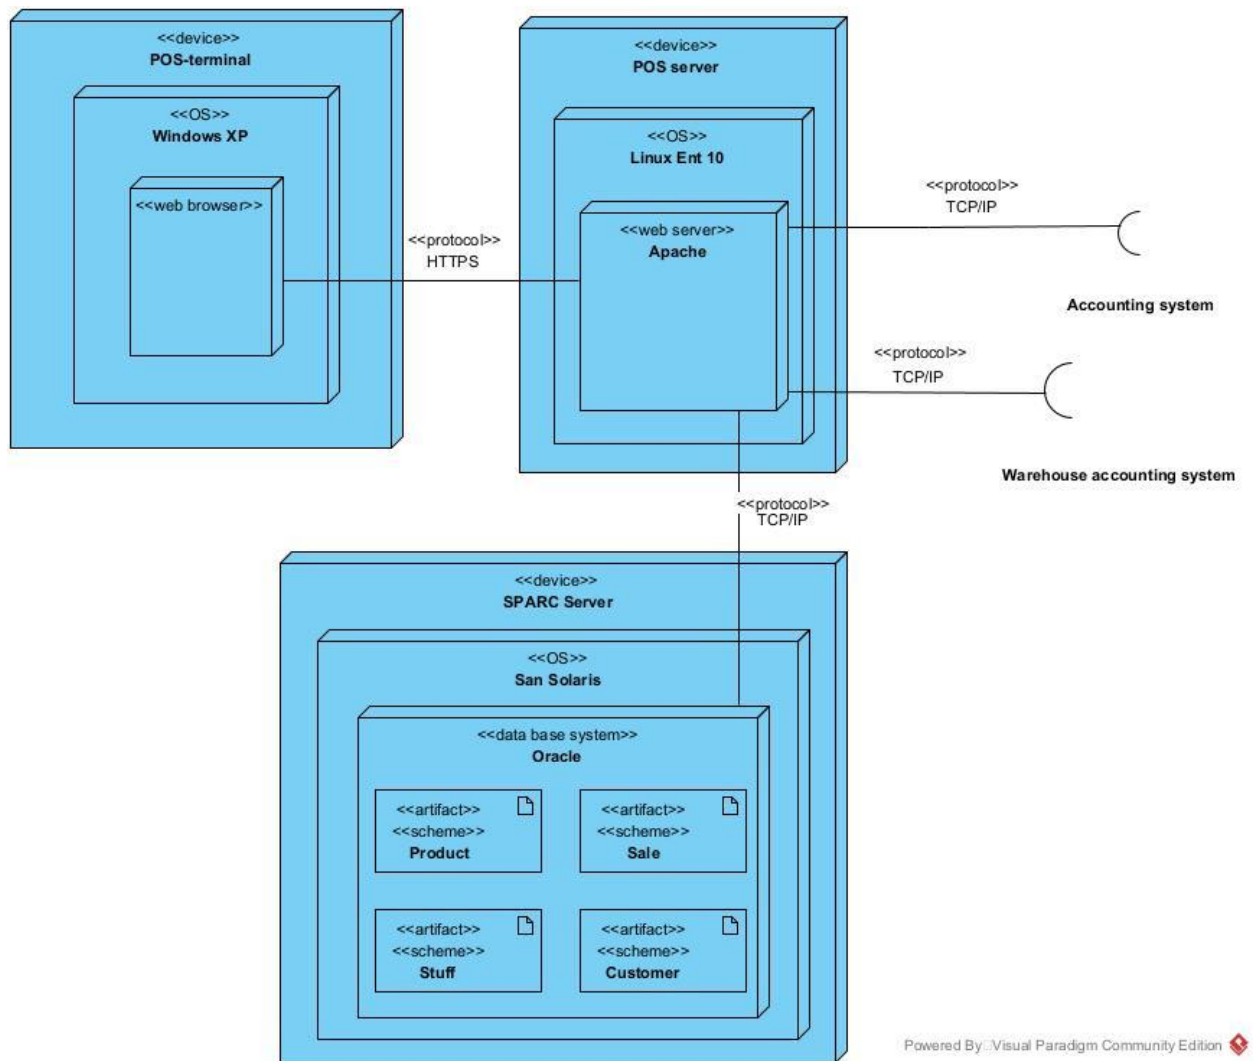 <<device>>
POS-terminal
<<OS>>
Windows XP
<<web browser>>
<<protocol>>
HTTPS
<<device>>
POS server
<<OS>>
Linux Ent 10
<<web server>>
Apache
<<protocol>>
TCP/IP
Accounting system
<<protocol>>
TCP/IP
Warehouse accounting system
<<protocol>>
TCP/IP
<<device>>
SPARC Server
<<OS>>
San Solaris
<<data base system>>
Oracle
<<artifact>>
<<scheme>>
Product
<<artifact>>
<<scheme>>
Sale
<<artifact>>
<<scheme>>
Stuff
<<artifact>>
<<scheme>>
Customer
Powered By Visual Paradigm Community Edition